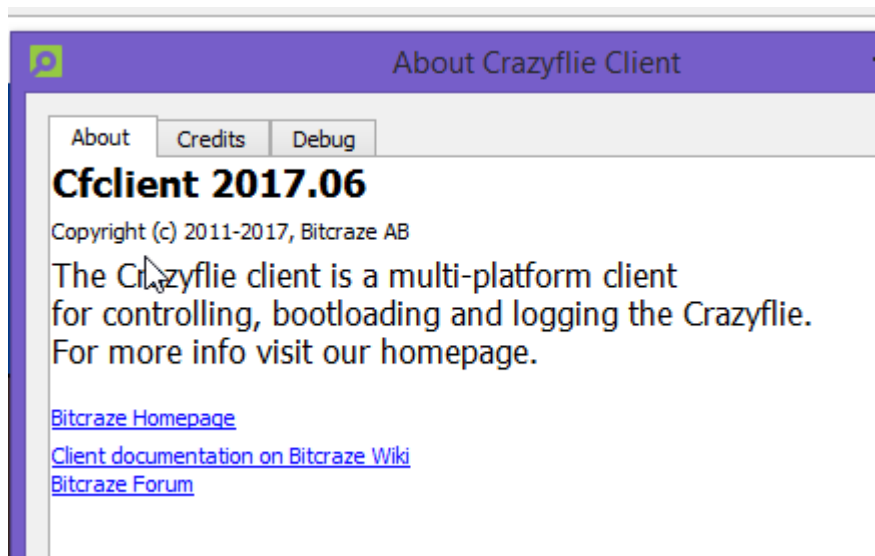 About Crazyflie Client
About Credits Debug
Cfclient 2017.06
Copyright (c) 2011-2017, Bitcraze AB
The Crazyflie client is a multi-platform client
for controlling, bootloading and logging the Crazyflie.
For more info visit our homepage.
Bitcraze Homepage
Client documentation on Bitcraze Wiki
Bitcraze Forum